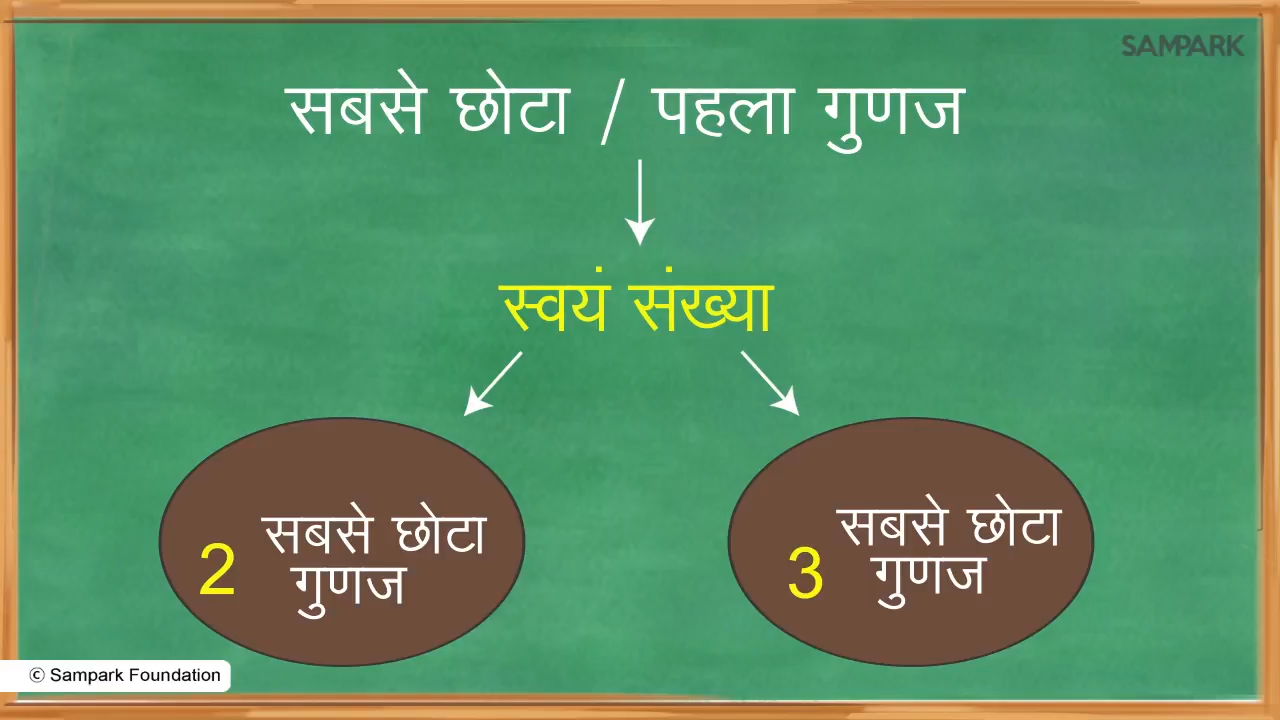 SAMPARK
सबसे छोटा / पहला गुणज
स्वयं संख्या
2 सबसे छोटा
गुणज
3 सबसे छोटा
गुणज
© Sampark Foundation